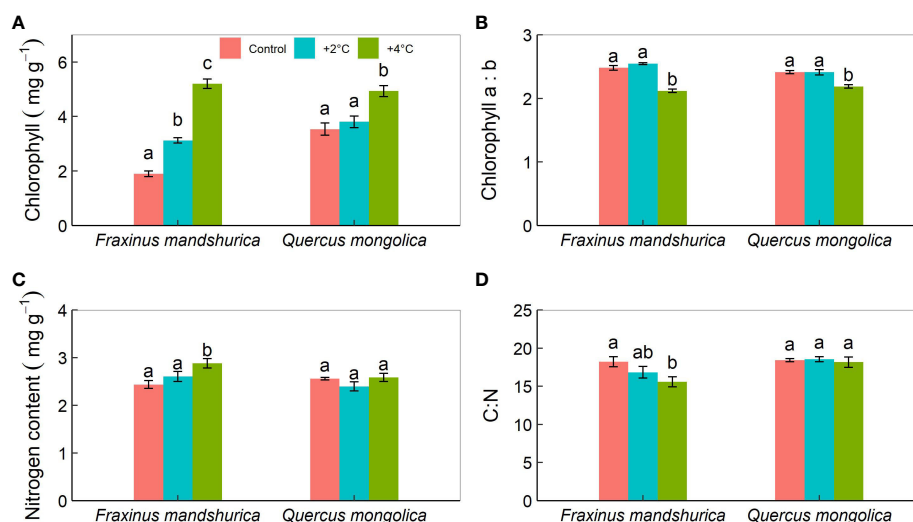 A
Chlorophyll ( mg g⁻¹)
6
4
2
0
Control +2°C +4°C
a b c a a b
Fraxinus mandshurica Quercus mongolica
B
Chlorophyll a : b
3
2
1
0
a a b a a b
Fraxinus mandshurica Quercus mongolica
C
Nitrogen content ( mg g⁻¹)
4
3
2
1
0
a a b a a a
Fraxinus mandshurica Quercus mongolica
D
C:N
25
20
15
10
5
0
a ab b a a a
Fraxinus mandshurica Quercus mongolica